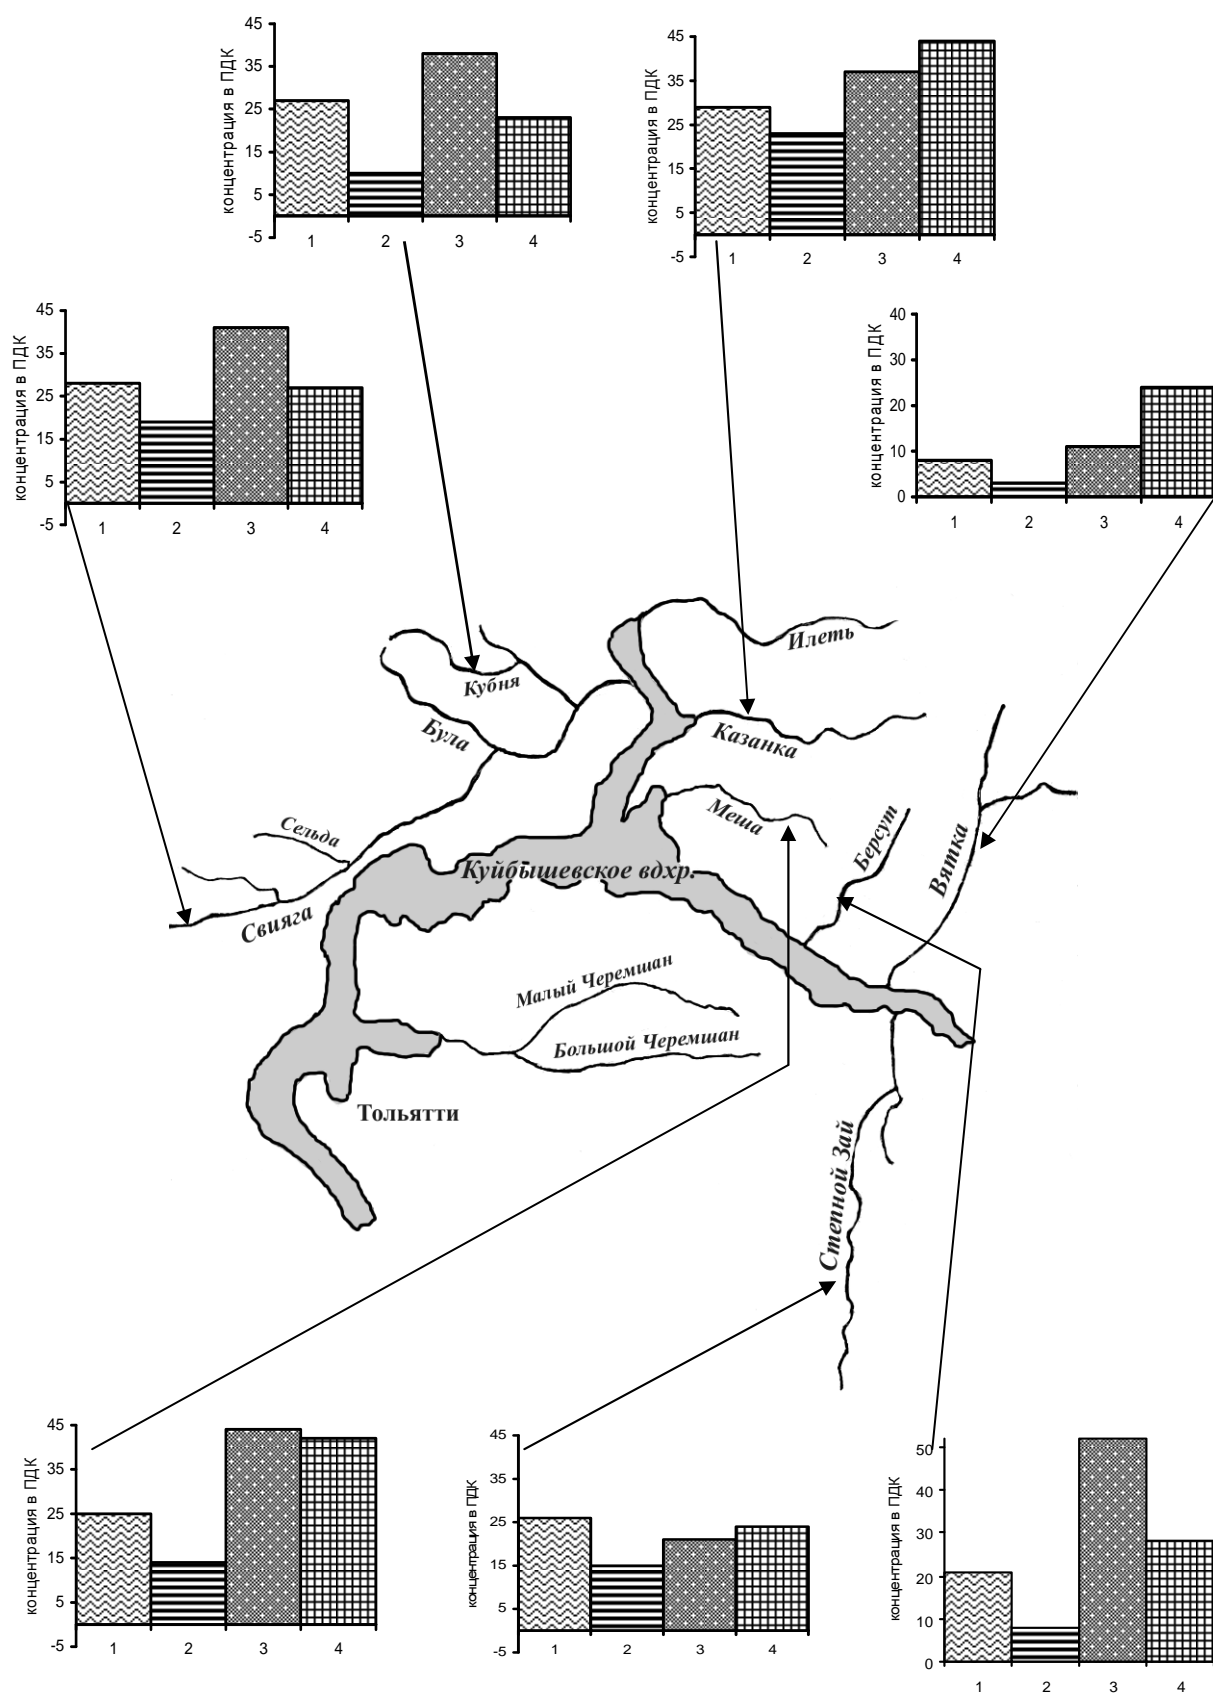 45
35
25
15
5
-5
концентрация в ПДК
1 2 3 4
45
35
25
15
5
-5
концентрация в ПДК
1 2 3 4
45
35
25
15
5
-5
концентрация в ПДК
1 2 3 4
40
30
20
10
0
концентрация в ПДК
1 2 3 4
Илеть
Кубня
Була
Казанка
Меша
Сельда
Берсут
Вятка
Куйбышевское вдхр.
Свияга
Малый Черемшан
Большой Черемшан
Тольятти
Степной Зай
45
35
25
15
5
-5
концентрация в ПДК
1 2 3 4
45
35
25
15
5
-5
концентрация в ПДК
1 2 3 4
50
40
30
20
10
0
концентрация в ПДК
1 2 3 4